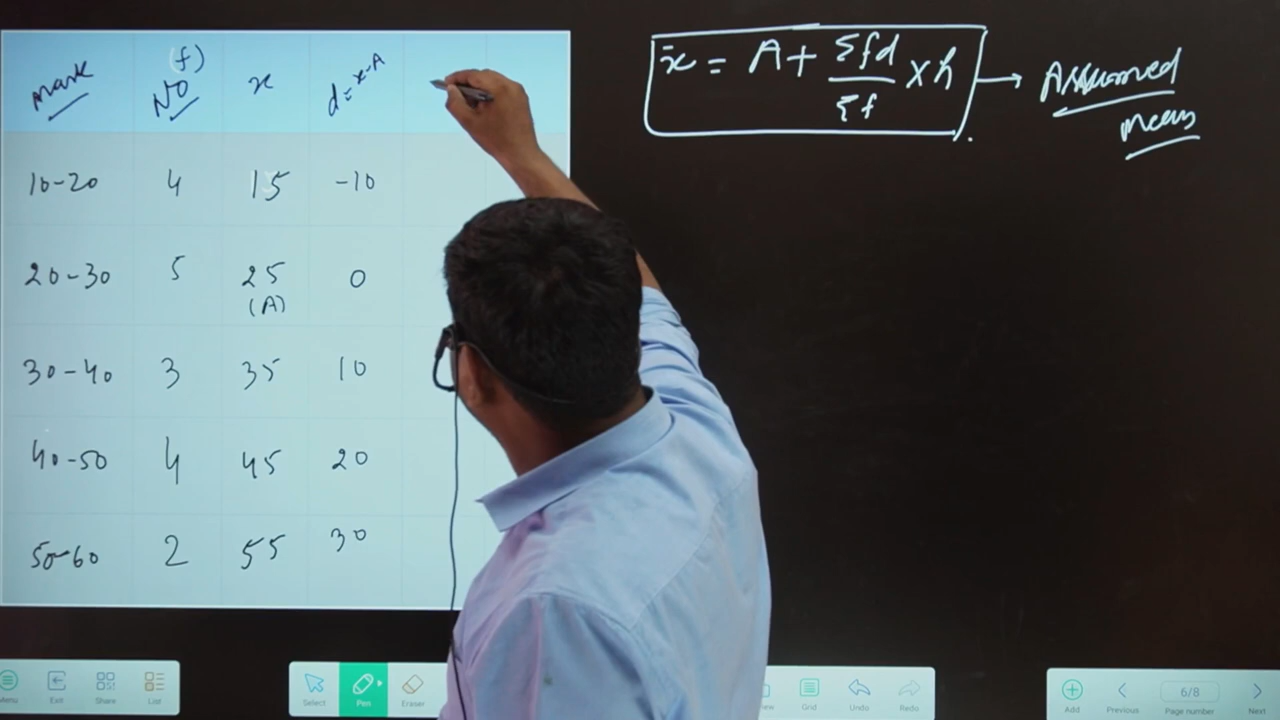 mark NO (f) x d = x-A
10-20 4 15 -10
20-30 5 25 (A) 0
30-40 3 35 10
40-50 4 45 20
50-60 2 55 30
x̄ = A + Σfd/Σf × h → Assumed
mean
Menu Exit Share List Select Pen Eraser Grid Undo Redo Add Previous 6/8 Page number Next